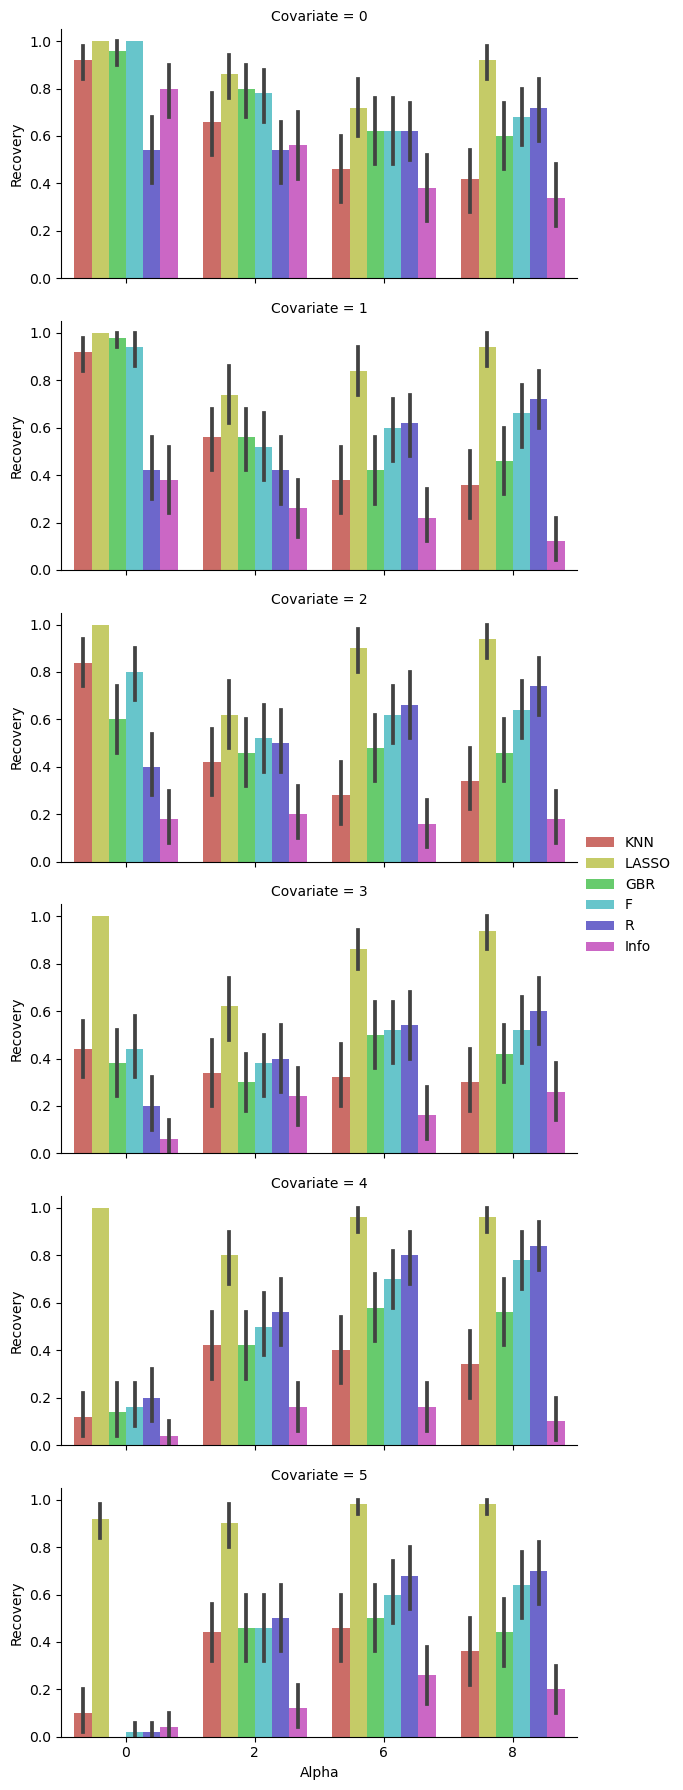 Covariate = 0
1.0
0.8
0.6
0.4
0.2
0.0
Recovery
Covariate = 1
1.0
0.8
0.6
0.4
0.2
0.0
Recovery
Covariate = 2
1.0
0.8
0.6
0.4
0.2
0.0
Recovery
KNN
LASSO
GBR
F
R
Info
Covariate = 3
1.0
0.8
0.6
0.4
0.2
0.0
Recovery
Covariate = 4
1.0
0.8
0.6
0.4
0.2
0.0
Recovery
Covariate = 5
1.0
0.8
0.6
0.4
0.2
0.0
Recovery
0 2 6 8
Alpha